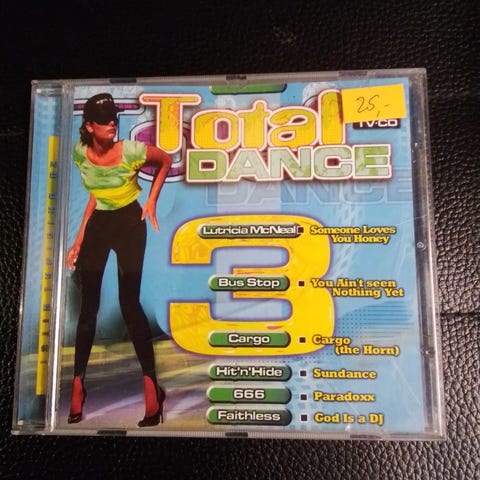 Total
DANCE
25,-
TV·CD
3
Lutricia McNeal Someone Loves
You Honey
Bus Stop You Ain't seen
Nothing Yet
Cargo Cargo
(the Horn)
Hit'n'Hide Sundance
666 Paradoxx
Faithless God Is a DJ